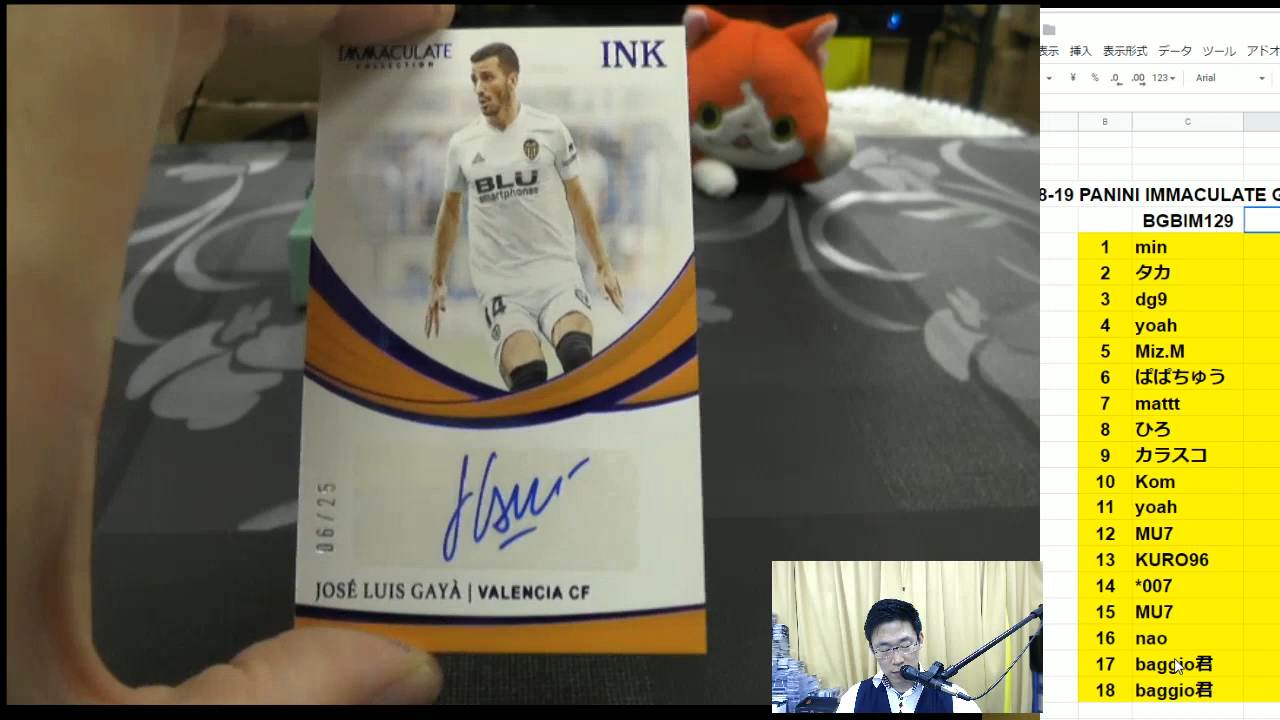 IMMACULATE
COLLECTION
INK
BLU
smartphones
14
06/25
JOSÉ LUIS GAYÀ | VALENCIA CF
表示 挿入 表示形式 データ ツール アドオ
¥ % .0 .00 123 Arial
B C
8-19 PANINI IMMACULATE G
BGBIM129
1 min
2 タカ
3 dg9
4 yoah
5 Miz.M
6 ぱぱちゅう
7 mattt
8 ひろ
9 カラスコ
10 Kom
11 yoah
12 MU7
13 KURO96
14 *007
15 MU7
16 nao
17 baggio君
18 baggio君